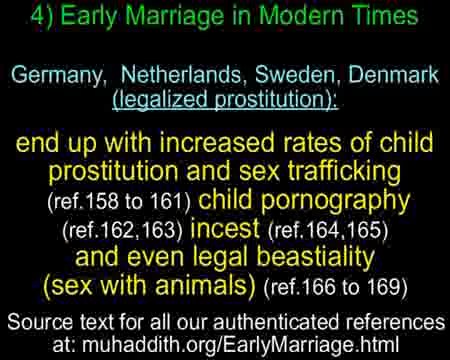 4) Early Marriage in Modern Times
Germany,  Netherlands, Sweden, Denmark
(legalized prostitution):
end up with increased rates of child
prostitution and sex trafficking
(ref.158 to 161) child pornography
(ref.162,163) incest (ref.164,165)
and even legal beastiality
(sex with animals) (ref.166 to 169)
Source text for all our authenticated references
at: muhaddith.org/EarlyMarriage.html